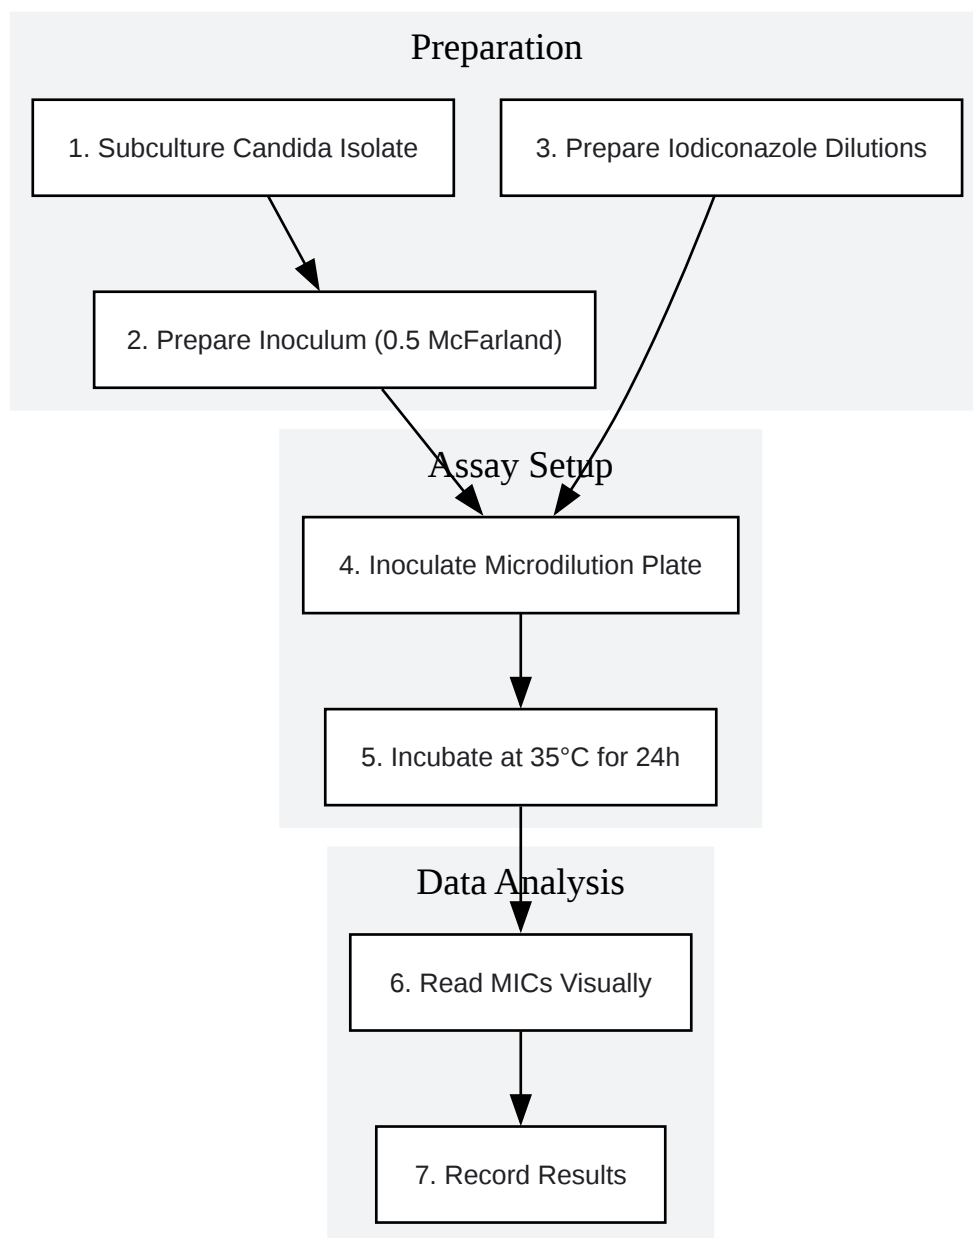 Preparation
1. Subculture Candida Isolate
3. Prepare Iodiconazole Dilutions
2. Prepare Inoculum (0.5 McFarland)
Assay Setup
4. Inoculate Microdilution Plate
5. Incubate at 35°C for 24h
Data Analysis
6. Read MICs Visually
7. Record Results